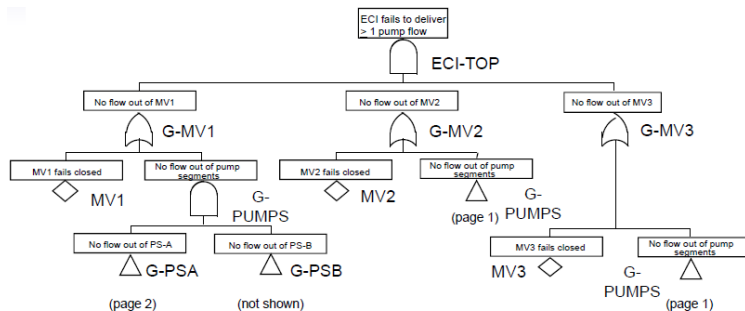 ECI fails to deliver
> 1 pump flow
ECI-TOP
No flow out of MV1
No flow out of MV2
No flow out of MV3
G-MV1
G-MV2
G-MV3
MV1 fails closed
No flow out of pump
segments
MV2 fails closed
No flow out of pump
segments
MV1
G-
PUMPS
MV2
G-
PUMPS
(page 1)
No flow out of PS-A
No flow out of PS-B
MV3 fails closed
No flow out of pump
segments
G-PSA
G-PSB
MV3
G-
PUMPS
(page 2)
(not shown)
(page 1)